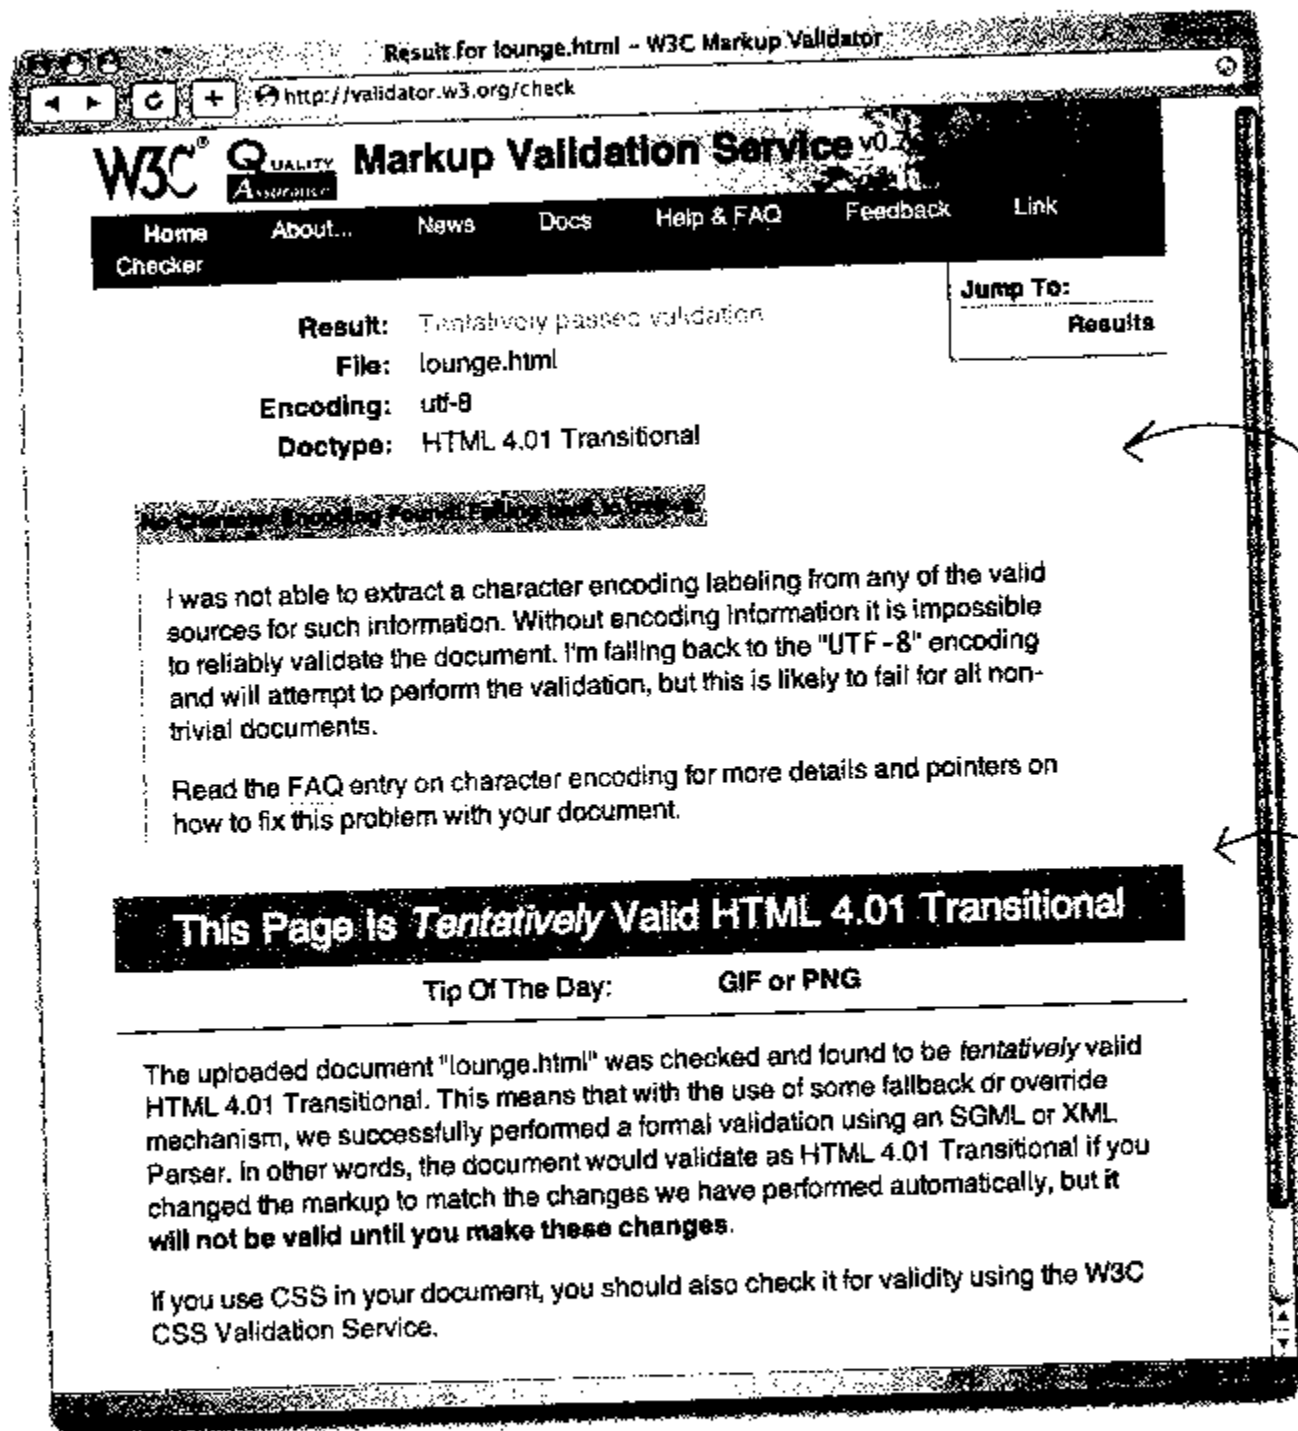 Result for lounge.html - W3C Markup Validator
http://validator.w3.org/check
W3C® QUALITY Assurance Markup Validation Service
Home About... News Docs Help & FAQ Feedback Link
Checker
Jump To:
Results
Result: Tentatively passed validation
File: lounge.html
Encoding: utf-8
Doctype: HTML 4.01 Transitional
No Character Encoding Found! Falling back to
I was not able to extract a character encoding labeling from any of the valid
sources for such information. Without encoding information it is impossible
to reliably validate the document. I'm falling back to the "UTF-8" encoding
and will attempt to perform the validation, but this is likely to fail for all non-
trivial documents.
Read the FAQ entry on character encoding for more details and pointers on
how to fix this problem with your document.
This Page Is Tentatively Valid HTML 4.01 Transitional
Tip Of The Day: GIF or PNG
The uploaded document "lounge.html" was checked and found to be tentatively valid
HTML 4.01 Transitional. This means that with the use of some fallback or override
mechanism, we successfully performed a formal validation using an SGML or XML
Parser. In other words, the document would validate as HTML 4.01 Transitional if you
changed the markup to match the changes we have performed automatically, but it
will not be valid until you make these changes.
If you use CSS in your document, you should also check it for validity using the W3C
CSS Validation Service.